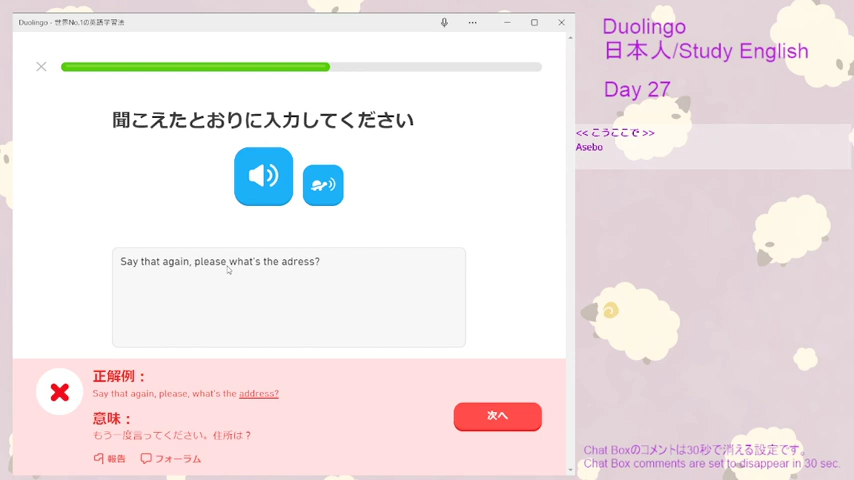 Duolingo - 世界No.1の英語学習法
聞こえたとおりに入力してください
Say that again, please what's the adress?
正解例：
Say that again, please, what's the address?
意味：
もう一度言ってください。住所は？
報告
フォーラム
次へ
Duolingo
日本人/Study English
Day 27
<< こうここで >>
Asebo
Chat Boxのコメントは30秒で消える設定です
Chat Box comments are set to disappear in 30 sec.